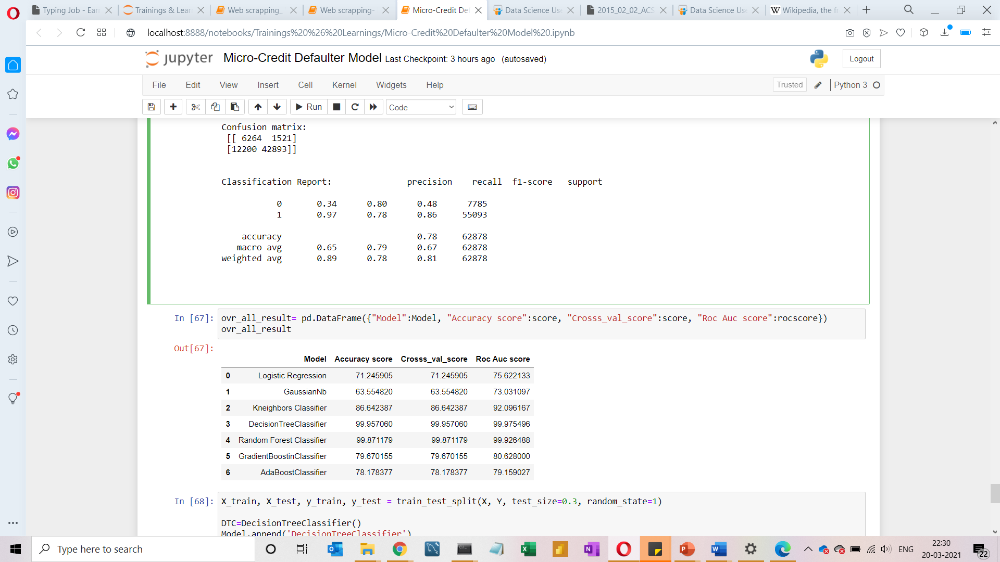 Typing Job - Ear
Trainings & Lear
Web scrapping_
Web scrapping-
Micro-Credit De
Data Science Us
2015_02_02_ACS
Data Science Us
Wikipedia, the f
localhost:8888/notebooks/Trainings%20%26%20Learnings/Micro-Credit%20Defaulter%20Model%20.ipynb
jupyter Micro-Credit Defaulter Model Last Checkpoint: 3 hours ago (autosaved)
Logout
File Edit View Insert Cell Kernel Widgets Help
Trusted
Python 3
Run
Code
Confusion matrix:
[[ 6264 1521]
[12200 42893]]
Classification Report: precision recall f1-score support
0 0.34 0.80 0.48 7785
1 0.97 0.78 0.86 55093
accuracy 0.78 62878
macro avg 0.65 0.79 0.67 62878
weighted avg 0.89 0.78 0.81 62878
In [67]: ovr_all_result= pd.DataFrame({"Model":Model, "Accuracy score":score, "Crosss_val_score":score, "Roc Auc score":rocscore})
ovr_all_result
Out[67]:
Model Accuracy score Crosss_val_score Roc Auc score
0 Logistic Regression 71.245905 71.245905 75.622133
1 GaussianNb 63.554820 63.554820 73.031097
2 Kneighbors Classifier 86.642387 86.642387 92.096167
3 DecisionTreeClassifier 99.957060 99.957060 99.975496
4 Random Forest Classifier 99.871179 99.871179 99.926488
5 GradientBoostinClassifier 79.670155 79.670155 80.628000
6 AdaBoostClassifier 78.178377 78.178377 79.159027
In [68]: X_train, X_test, y_train, y_test = train_test_split(X, Y, test_size=0.3, random_state=1)
DTC=DecisionTreeClassifier()
Model.append('DecisionTreeClassifier')
Type here to search
ENG
22:30
20-03-2021
22